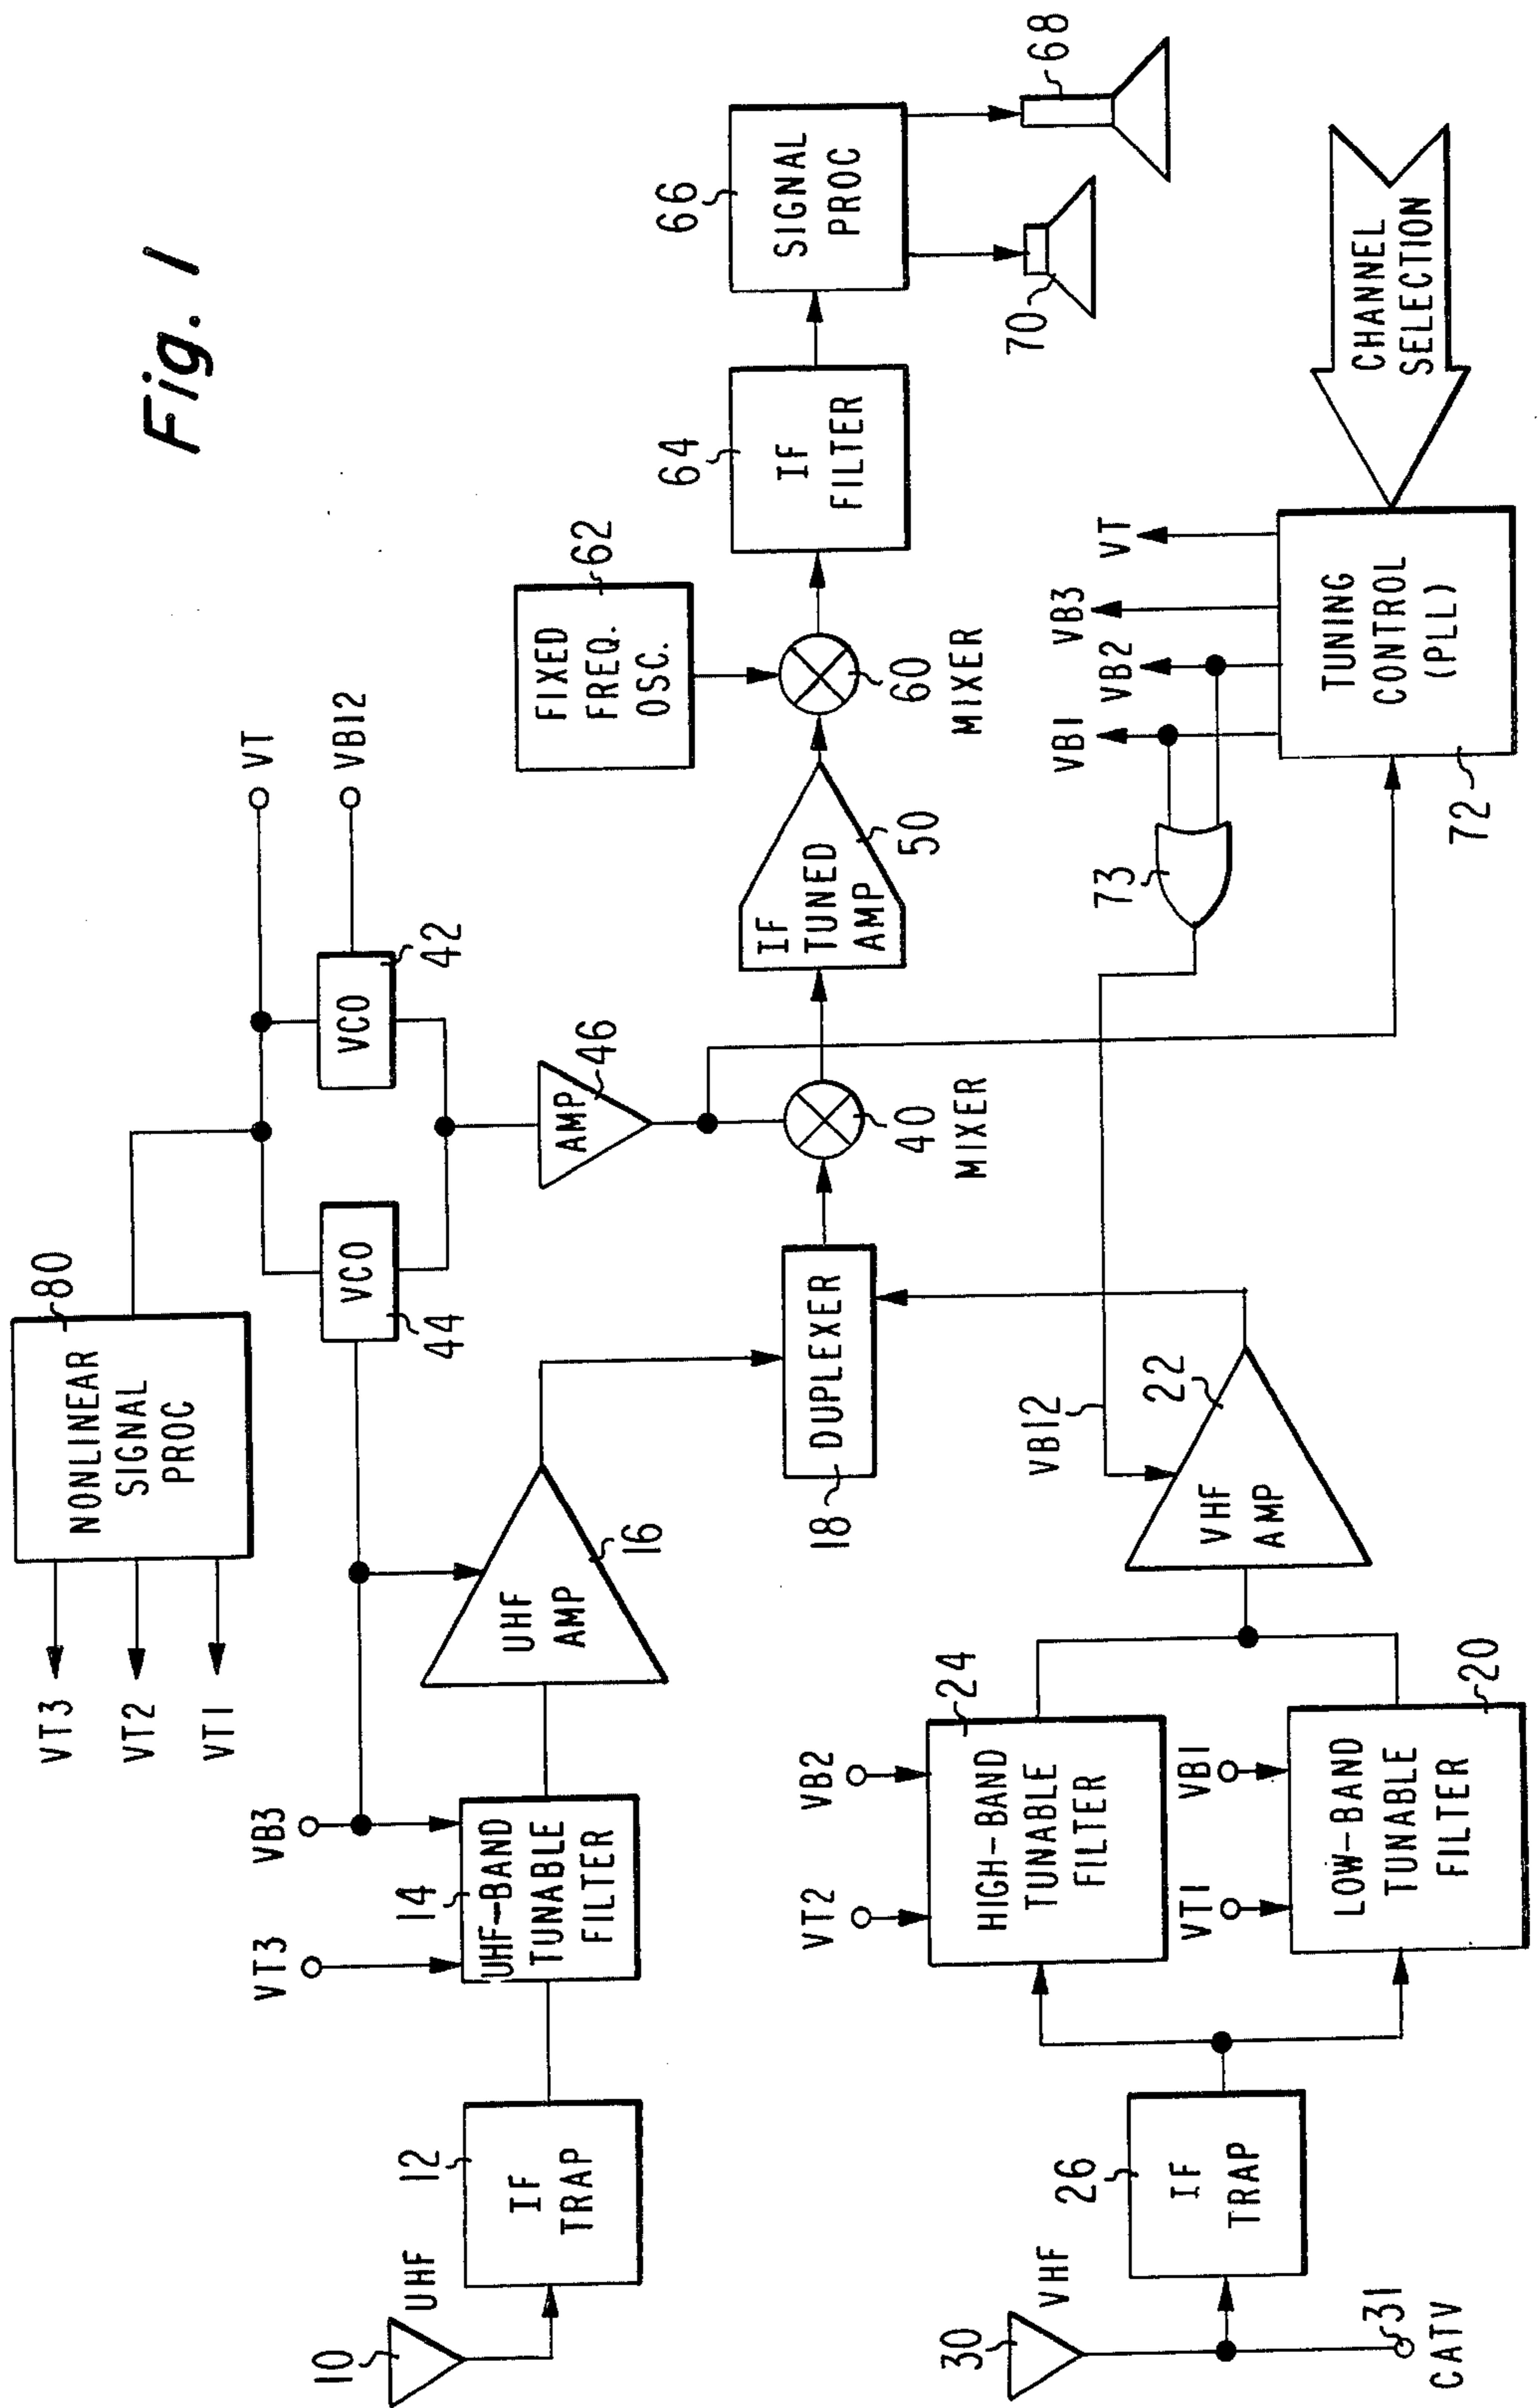 Fig. 1
80
NONLINEAR
SIGNAL
PROC
VT3
VT2
VT1
VT
VB12
VCO
44
VCO
42
VB3
VT3
10
UHF
12
IF
TRAP
14
UHF-BAND
TUNABLE
FILTER
UHF
AMP
16
AMP
46
18
DUPLEXER
40
MIXER
IF
TUNED
AMP
50
FIXED
FREQ.
OSC.
62
60
MIXER
64
IF
FILTER
66
SIGNAL
PROC
70
68
30
VHF
31
CATV
26
IF
TRAP
VT2
VB2
24
HIGH-BAND
TUNABLE
FILTER
VT1
VB1
LOW-BAND
TUNABLE
FILTER
20
VHF
AMP
22
VB12
73
VB1
VB2
VB3
VT
TUNING
CONTROL
(PLL)
72
CHANNEL
SELECTION